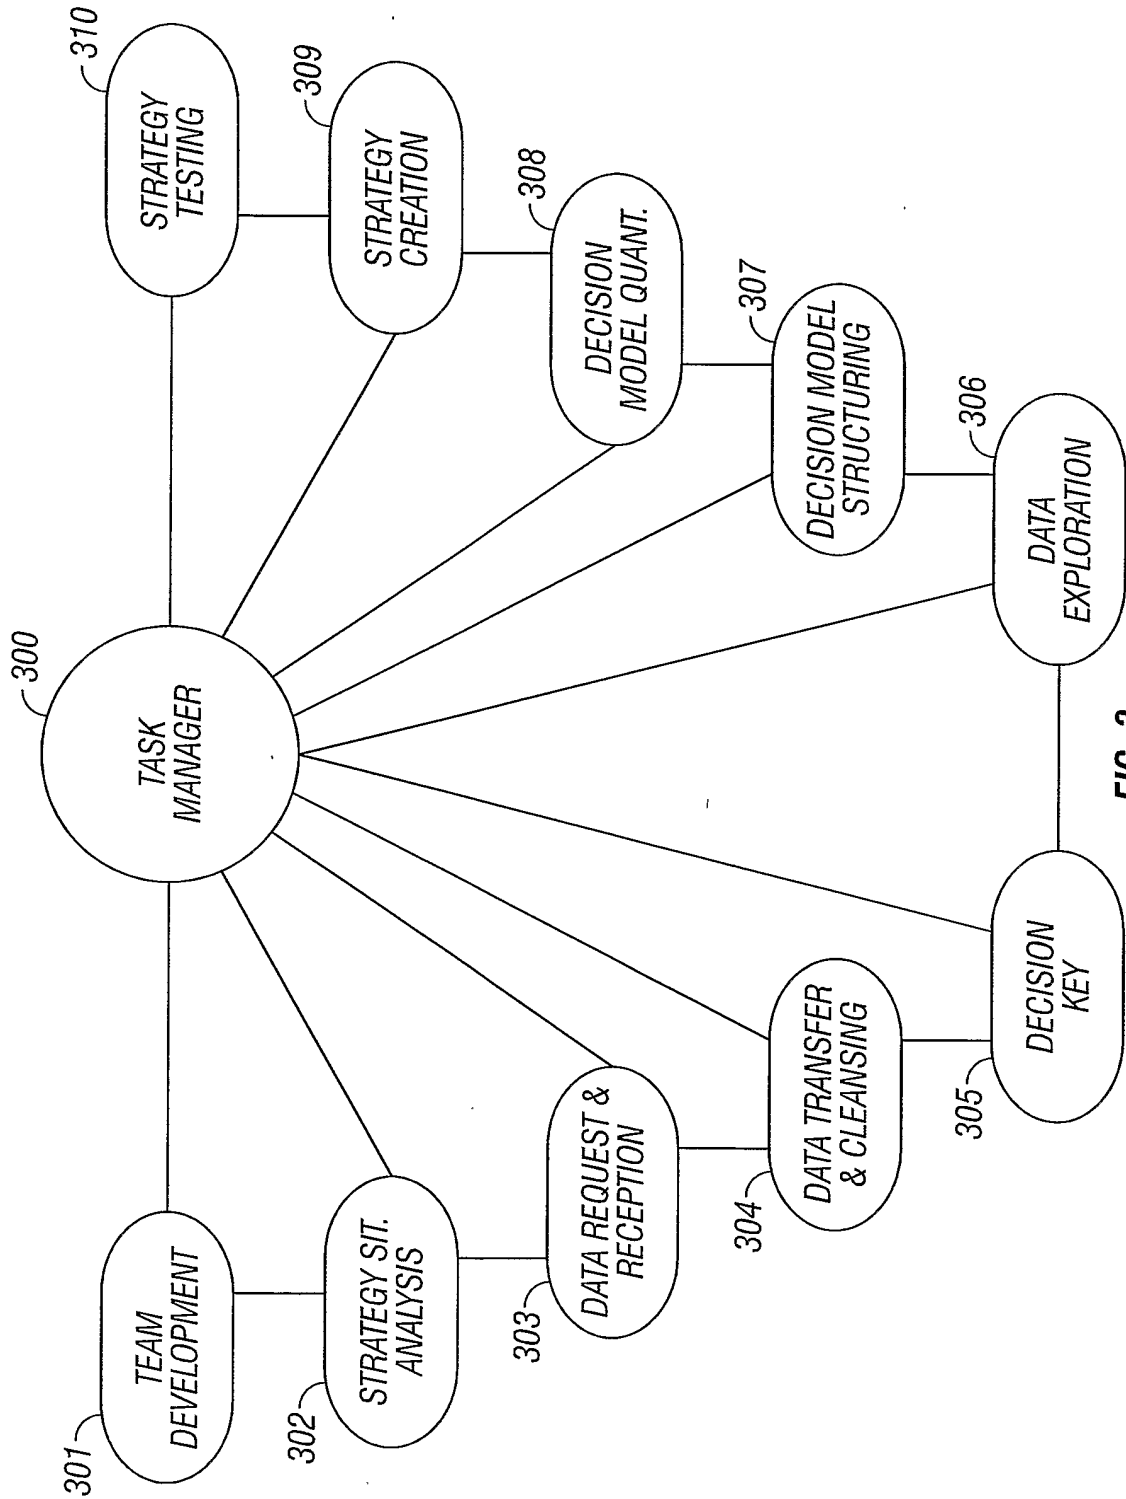 300
TASK
MANAGER
301
TEAM
DEVELOPMENT
302
STRATEGY SIT.
ANALYSIS
303
DATA REQUEST &
RECEPTION
304
DATA TRANSFER
& CLEANSING
305
DECISION
KEY
306
DATA
EXPLORATION
307
DECISION MODEL
STRUCTURING
308
DECISION
MODEL QUANT.
309
STRATEGY
CREATION
310
STRATEGY
TESTING
FIG.